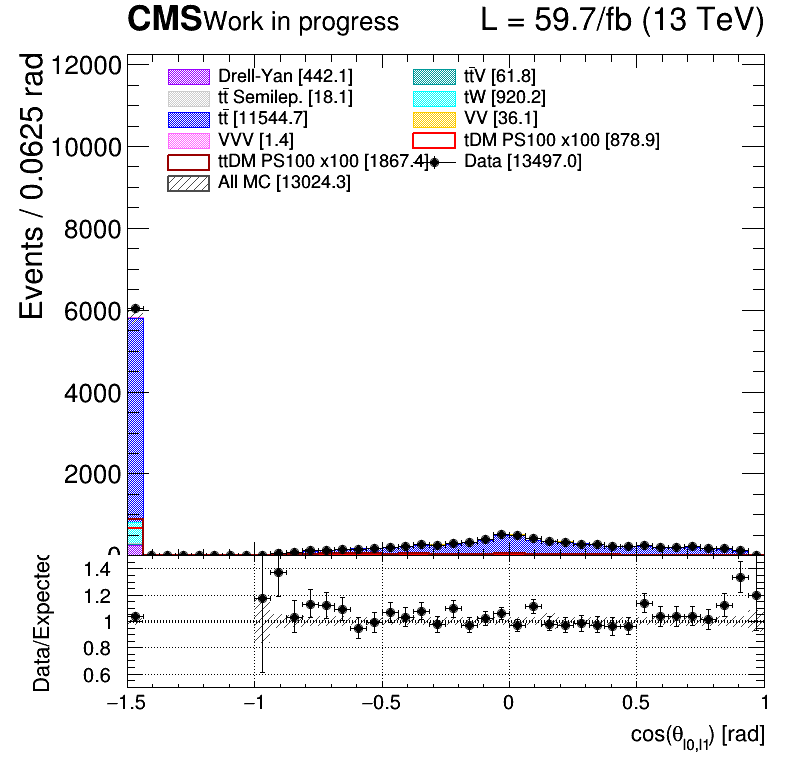 CMS Work in progress L = 59.7/fb (13 TeV)
Events / 0.0625 rad
12000
10000
8000
6000
4000
2000
0
Drell-Yan [442.1]
tt̄ Semilep. [18.1]
tt̄ [11544.7]
VVV [1.4]
ttDM PS100 x100 [1867.4]
All MC [13024.3]
tt̄V [61.8]
tW [920.2]
VV [36.1]
tDM PS100 x100 [878.9]
Data [13497.0]
Data/Expected
1.4
1.2
1
0.8
0.6
−1.5 −1 −0.5 0 0.5 1
cos(θl0,l1) [rad]